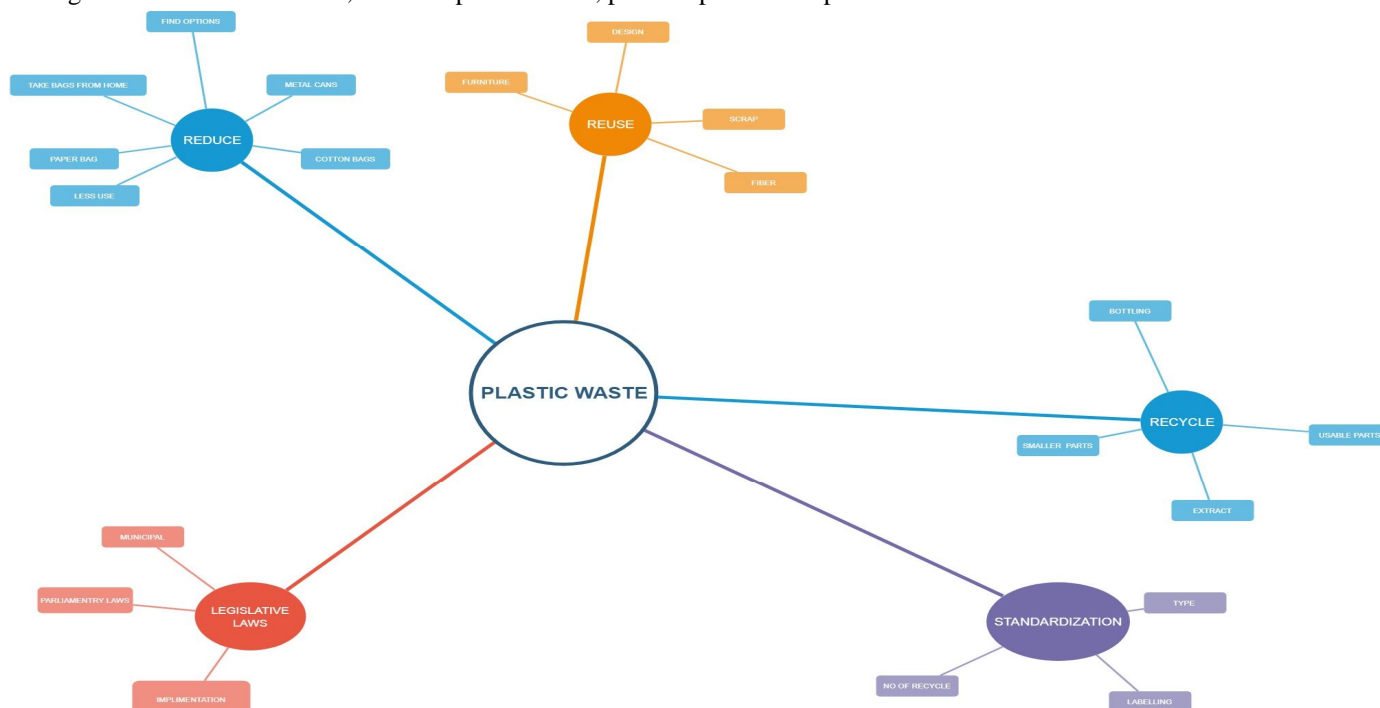 FIND OPTIONS
TAKE BAGS FROM HOME
METAL CANS
REDUCE
PAPER BAG
COTTON BAGS
LESS USE
DESIGN
FURNITURE
REUSE
SCRAP
FIBER
PLASTIC WASTE
BOTTLING
RECYCLE
SMALLER PARTS
USABLE PARTS
EXTRACT
MUNICIPAL
PARLIAMENTRY LAWS
LEGISLATIVE
LAWS
IMPLIMENTATION
TYPE
STANDARDIZATION
NO OF RECYCLE
LABELLING